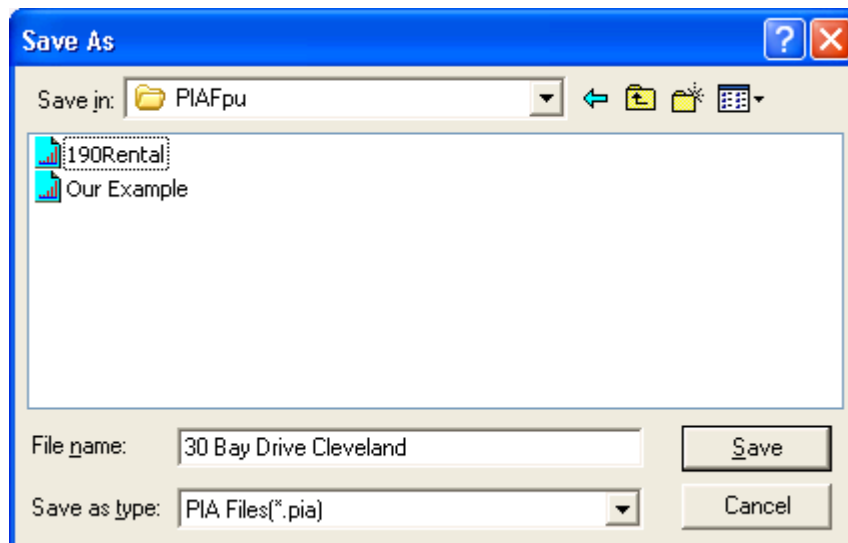 Save As
Save in: PIAFpu
190Rental
Our Example
File name: 30 Bay Drive Cleveland Save
Save as type: PIA Files(*.pia) Cancel